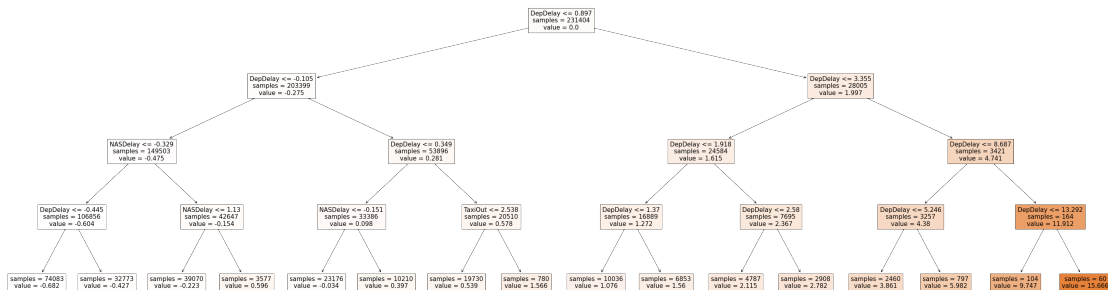 DepDelay <= 0.897
samples = 231404
value = 0.0
DepDelay <= -0.105
samples = 203399
value = -0.275
DepDelay <= 3.355
samples = 28005
value = 1.997
NASDelay <= -0.329
samples = 149503
value = -0.475
DepDelay <= 0.349
samples = 53896
value = 0.281
DepDelay <= 1.918
samples = 24584
value = 1.615
DepDelay <= 8.687
samples = 3421
value = 4.741
DepDelay <= -0.445
samples = 106856
value = -0.604
NASDelay <= 1.13
samples = 42647
value = -0.154
NASDelay <= -0.151
samples = 33386
value = 0.098
TaxiOut <= 2.538
samples = 20510
value = 0.578
DepDelay <= 1.37
samples = 16889
value = 1.272
DepDelay <= 2.58
samples = 7695
value = 2.367
DepDelay <= 5.246
samples = 3257
value = 4.38
DepDelay <= 13.292
samples = 164
value = 11.912
samples = 74083
value = -0.682
samples = 32773
value = -0.427
samples = 39070
value = -0.223
samples = 3577
value = 0.596
samples = 23176
value = -0.034
samples = 10210
value = 0.397
samples = 19730
value = 0.539
samples = 780
value = 1.566
samples = 10036
value = 1.076
samples = 6853
value = 1.56
samples = 4787
value = 2.115
samples = 2908
value = 2.782
samples = 2460
value = 3.861
samples = 797
value = 5.982
samples = 104
value = 9.747
samples = 60
value = 15.666